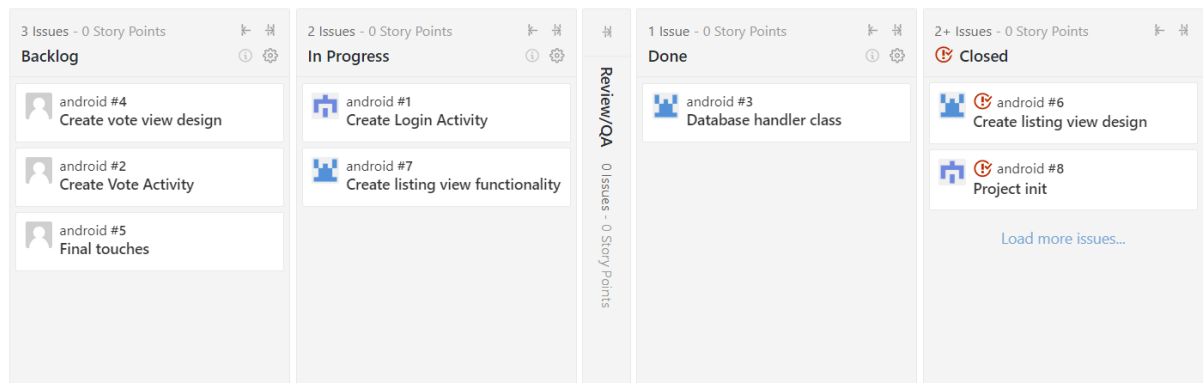 3 Issues - 0 Story Points
Backlog
android #4
Create vote view design
android #2
Create Vote Activity
android #5
Final touches
2 Issues - 0 Story Points
In Progress
android #1
Create Login Activity
android #7
Create listing view functionality
Review/QA 0 Issues - 0 Story Points
1 Issue - 0 Story Points
Done
android #3
Database handler class
2+ Issues - 0 Story Points
Closed
android #6
Create listing view design
android #8
Project init
Load more issues...